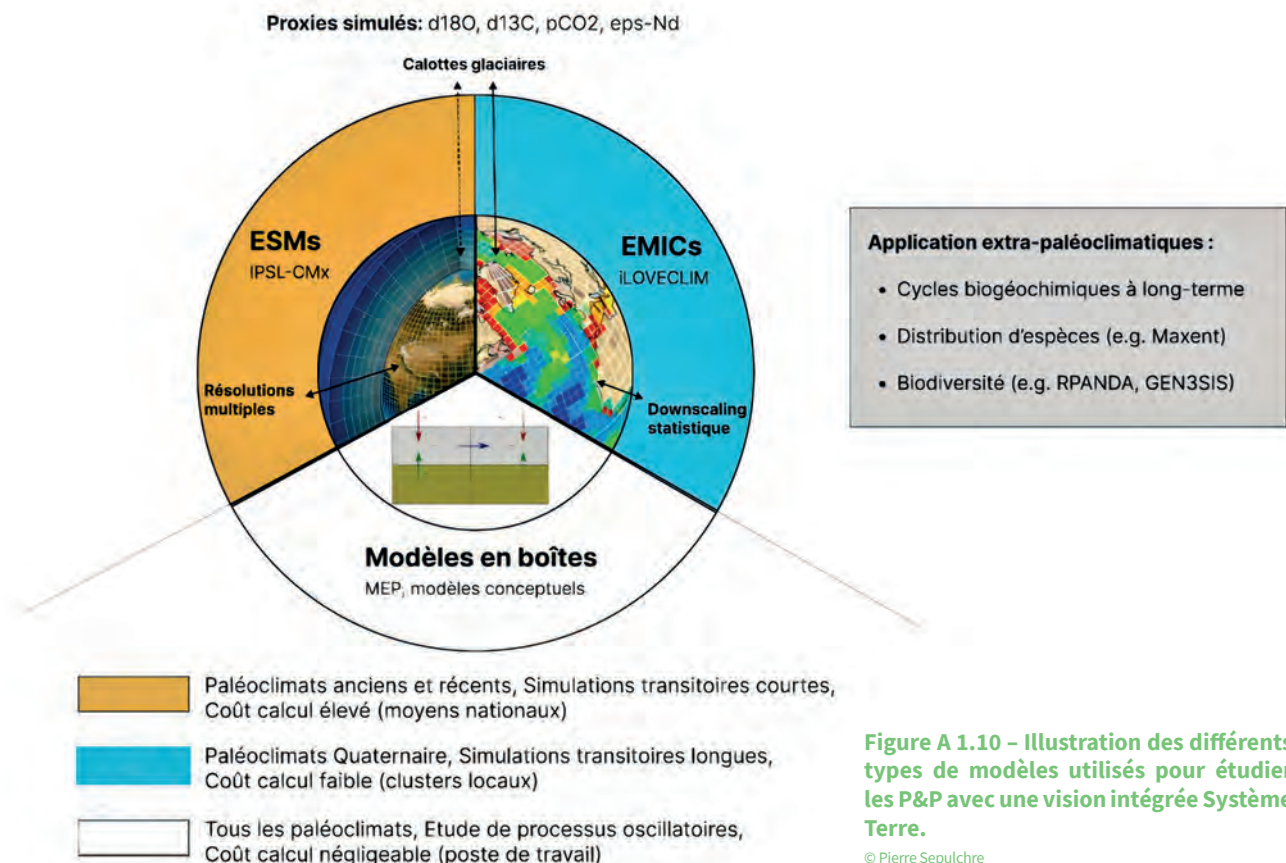 Proxies simulés: d18O, d13C, pCO2, eps-Nd
Calottes glaciaires
ESMs
IPSL-CMx
EMICs
iLOVECLIM
Résolutions
multiples
Downscaling
statistique
Modèles en boîtes
MEP, modèles conceptuels
Application extra-paléoclimatiques :
• Cycles biogéochimiques à long-terme
• Distribution d'espèces (e.g. Maxent)
• Biodiversité (e.g. RPANDA, GEN3SIS)
Paléoclimats anciens et récents, Simulations transitoires courtes,
Coût calcul élevé (moyens nationaux)
Paléoclimats Quaternaire, Simulations transitoires longues,
Coût calcul faible (clusters locaux)
Tous les paléoclimats, Etude de processus oscillatoires,
Coût calcul négligeable (poste de travail)
Figure A 1.10 – Illustration des différents
types de modèles utilisés pour étudier
les P&P avec une vision intégrée Système
Terre.
© Pierre Sepulchre